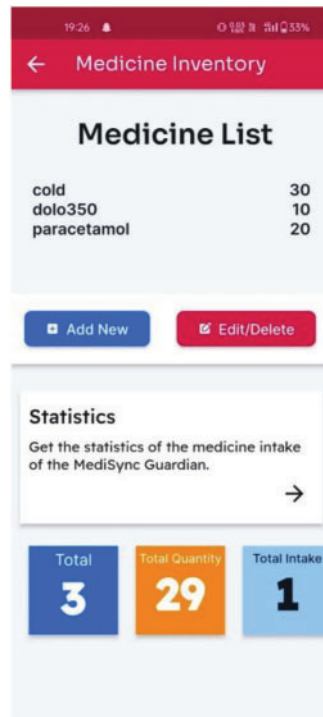 19:26 33%
Medicine Inventory
Medicine List
cold 30
dolo350 10
paracetamol 20
Add New Edit/Delete
Statistics
Get the statistics of the medicine intake
of the MediSync Guardian.
Total Total Quantity Total Intake
3 29 1